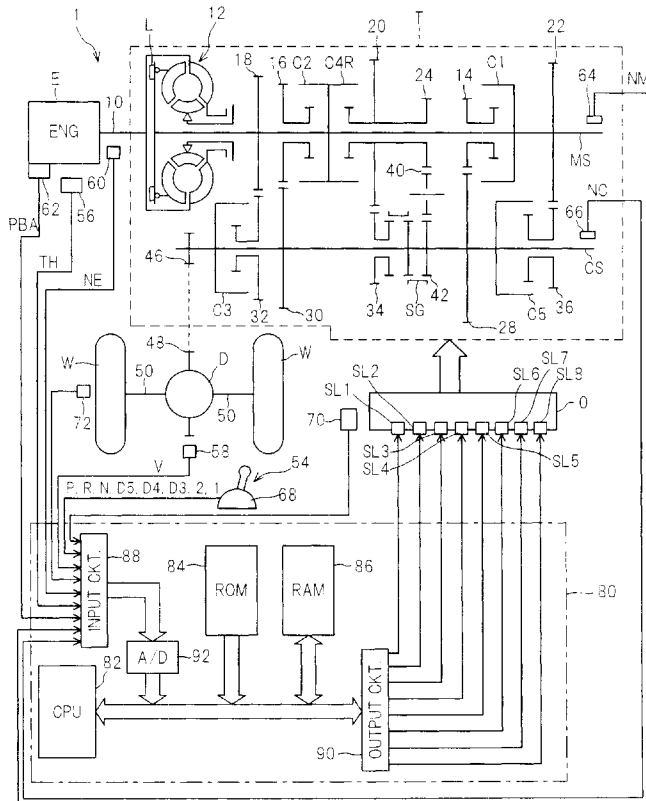 1
L
12
20
T
22
E
18
16
C2
C4R
24
14
C1
64
NM
10
ENG
MS
60
40
62
56
NC
66
PBA
46
CS
TH
NE
C3
32
30
34
SG
42
28
C5
36
48
W
D
W
SL1
SL2
SL7
SL6
SL8
50
50
70
O
72
58
SL3
SL4
SL5
V
54
P, R, N, D5, D4, D3, 2, 1
68
88
84
86
INPUT CKT.
ROM
RAM
80
82
A/D
92
CPU
OUTPUT CKT.
90